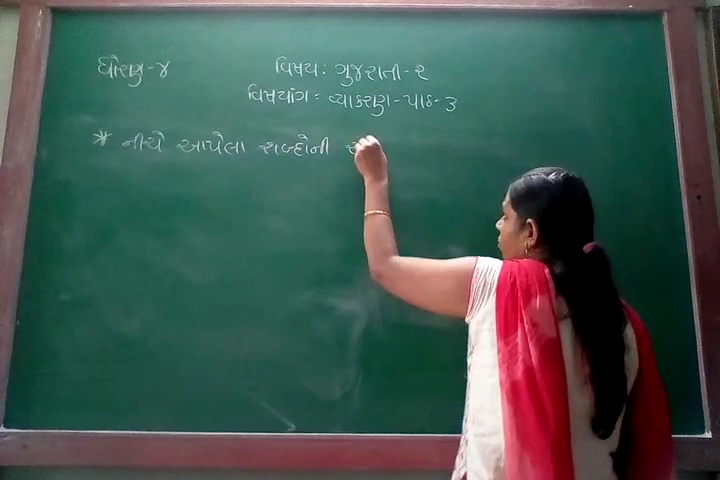 ધોરણ-૪
વિષય: ગુજરાતી-૨
વિષયાંગ: વ્યાકરણ-પાઠ-૩
* નીચે આપેલા શબ્દોની